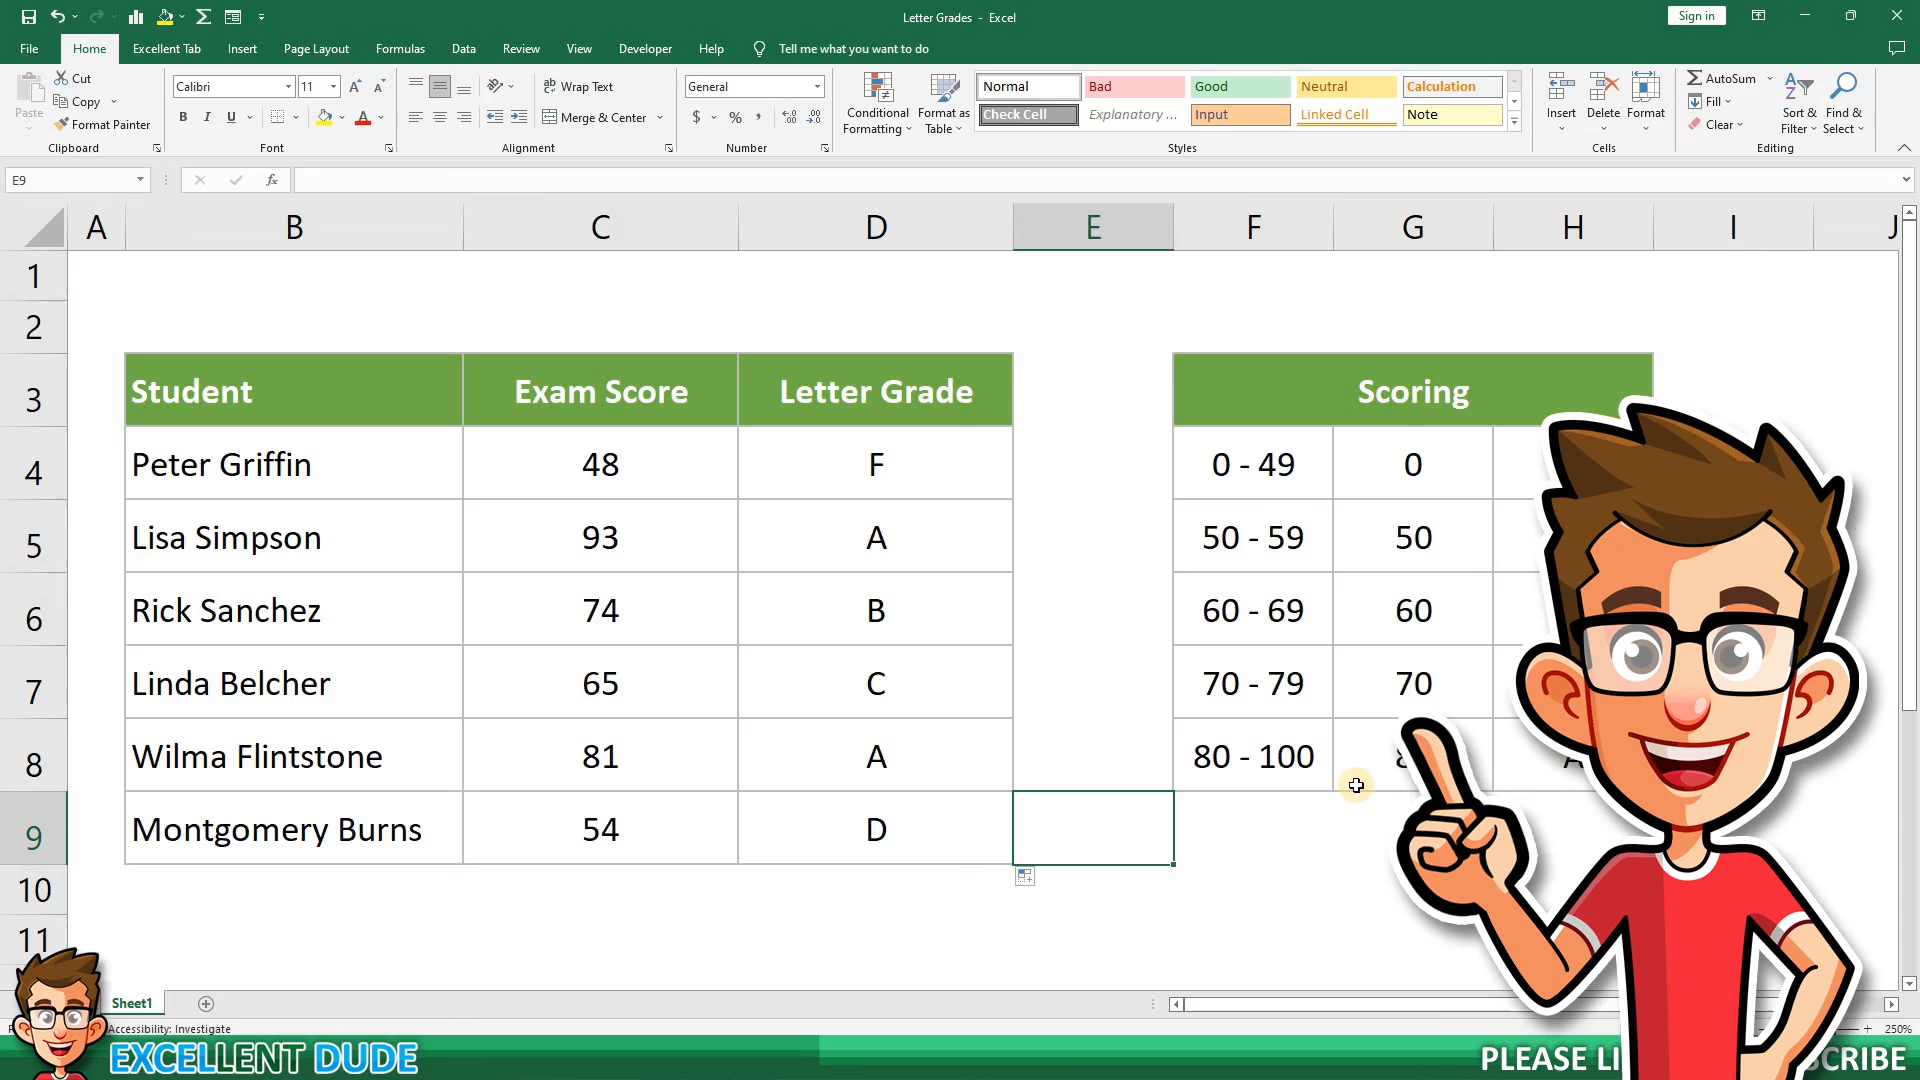 Letter Grades - Excel
Sign in
File Home Excellent Tab Insert Page Layout Formulas Data Review View Developer Help Tell me what you want to do
Paste
Cut
Copy
Format Painter
Clipboard
Calibri 11
B I U
Font
Wrap Text
Merge & Center
Alignment
General
$ % ,
Number
Conditional Formatting
Format as Table
Normal Bad Good Neutral Calculation
Check Cell Explanatory ... Input Linked Cell Note
Styles
Insert Delete Format
Cells
AutoSum
Fill
Clear
Sort & Filter
Find & Select
Editing
E9 fx
A B C D E F G H I J
1
2
3 Student Exam Score Letter Grade Scoring
4 Peter Griffin 48 F 0 - 49 0
5 Lisa Simpson 93 A 50 - 59 50
6 Rick Sanchez 74 B 60 - 69 60
7 Linda Belcher 65 C 70 - 79 70
8 Wilma Flintstone 81 A 80 - 100
9 Montgomery Burns 54 D
10
11
Sheet1
Accessibility: Investigate
250%
EXCELLENT DUDE
PLEASE